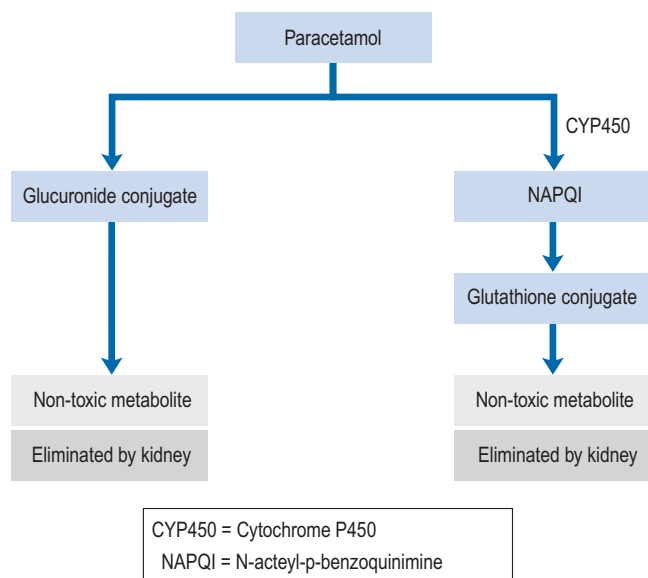 Paracetamol
CYP450
Glucuronide conjugate
NAPQI
Glutathione conjugate
Non-toxic metabolite
Non-toxic metabolite
Eliminated by kidney
Eliminated by kidney
CYP450 = Cytochrome P450
NAPQI = N-acteyl-p-benzoquinimine